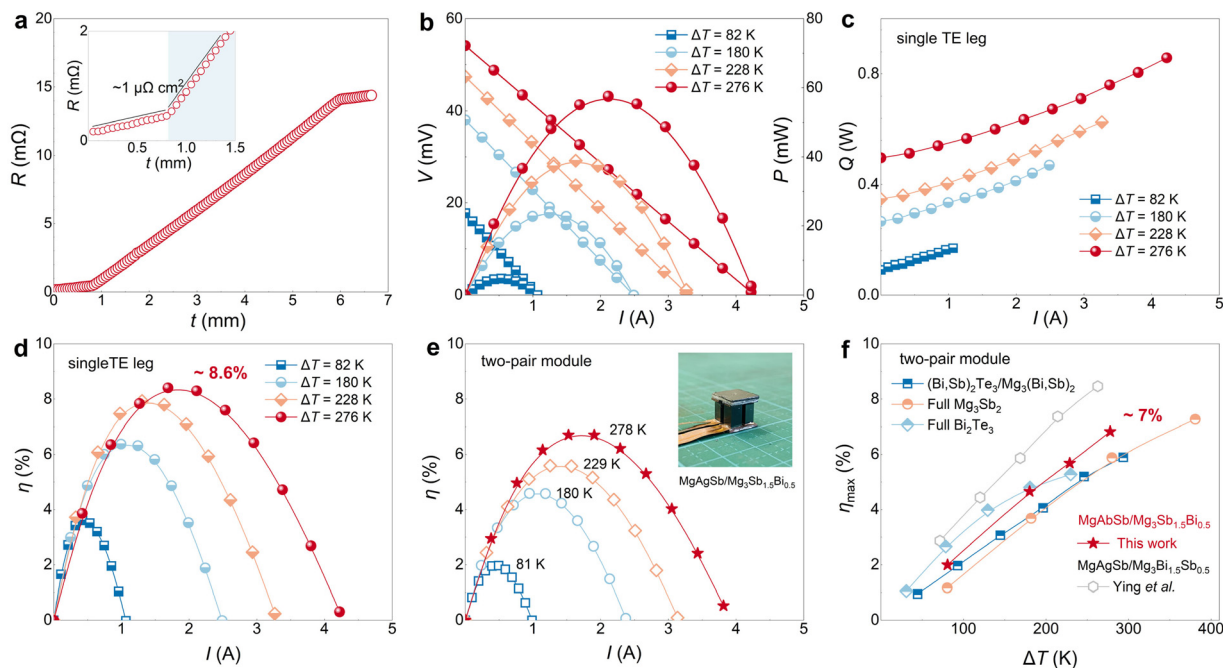 a
20
15
10
5
0
R (mΩ)
0 1 2 3 4 5 6 7
t (mm)
2
0
R (mΩ)
~1 μΩ cm²
0.5 1.0 1.5
t (mm)
b
60
40
20
0
V (mV)
80
60
40
20
0
P (mW)
ΔT = 82 K
ΔT = 180 K
ΔT = 228 K
ΔT = 276 K
0 1 2 3 4 5
I (A)
c
single TE leg
0.8
0.4
0.0
Q (W)
ΔT = 82 K
ΔT = 180 K
ΔT = 228 K
ΔT = 276 K
0 1 2 3 4 5
I (A)
d
singleTE leg
~ 8.6%
10
8
6
4
2
0
η (%)
ΔT = 82 K
ΔT = 180 K
ΔT = 228 K
ΔT = 276 K
0 1 2 3 4 5
I (A)
e
two-pair module
10
8
6
4
2
0
η (%)
278 K
229 K
180 K
81 K
MgAgSb/Mg₃Sb₁.₅Bi₀.₅
0 1 2 3 4 5
I (A)
f
two-pair module
(Bi,Sb)₂Te₃/Mg₃(Bi,Sb)₂
Full Mg₃Sb₂
Full Bi₂Te₃
~ 7%
10
8
6
4
2
0
ηmax (%)
MgAbSb/Mg₃Sb₁.₅Bi₀.₅
This work
MgAgSb/Mg₃Bi₁.₅Sb₀.₅
Ying et al.
100 200 300 400
ΔT (K)